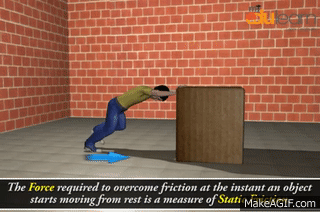 The Force required to overcome friction at the instant an object
starts moving from rest is a measure of Static
MakeAGIF.com